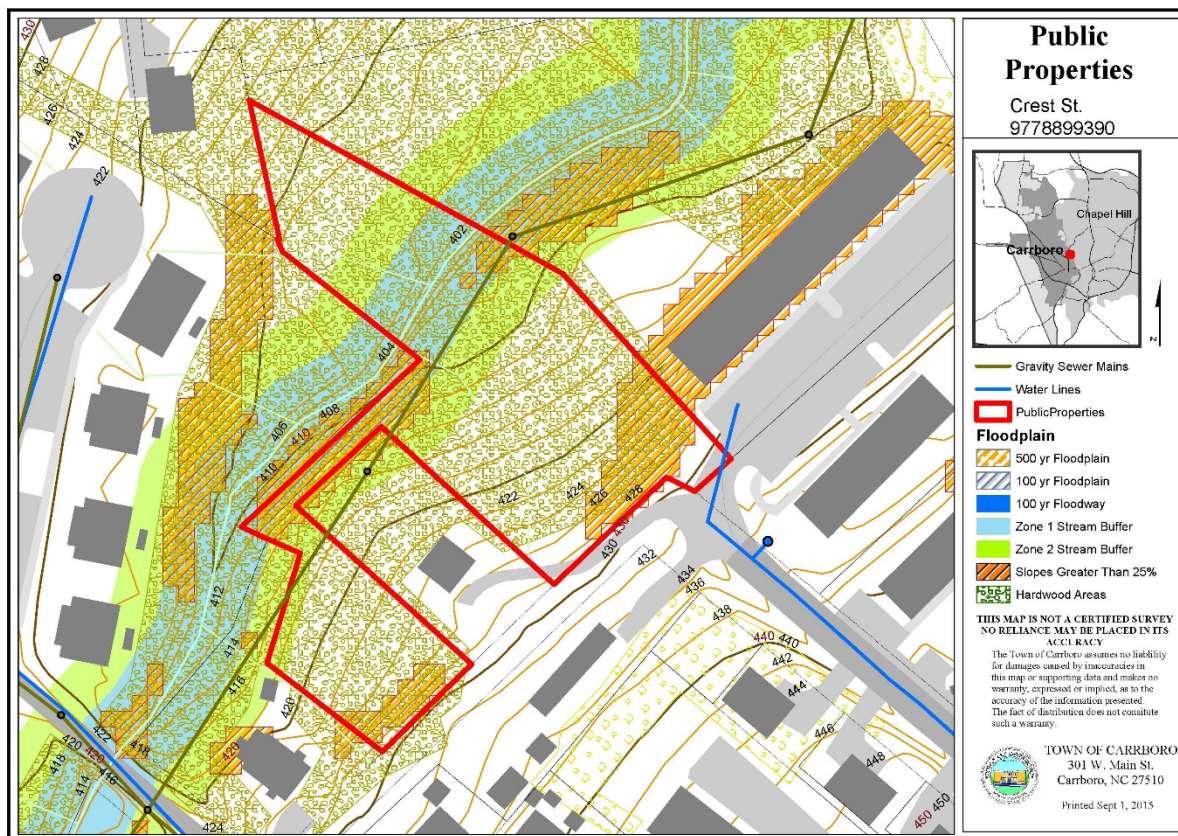 Public
Properties
Crest St.
9778899390
Chapel Hill
Carrboro
N
Gravity Sewer Mains
Water Lines
PublicProperties
Floodplain
500 yr Floodplain
100 yr Floodplain
100 yr Floodway
Zone 1 Stream Buffer
Zone 2 Stream Buffer
Slopes Greater Than 25%
Hardwood Areas
THIS MAP IS NOT A CERTIFIED SURVEY
NO RELIANCE MAY BE PLACED IN ITS
ACCURACY
The Town of Carrboro assumes no liability
for damages caused by inaccuracies in
this map or supporting data and makes no
warranty, expressed or implied, as to the
accuracy of the information presented.
The fact of distribution does not consitute
such a warranty.
TOWN OF CARRBORO
301 W. Main St.
Carrboro, NC 27510
Printed Sept 1, 2015
430
428
426
424
422
402
404
408
410
406
410
412
414
416
420
420
422
418
420
420
418
416
414
424
422
424
426
428
430
430
432
434
436
438
440
440
442
444
446
448
450
450